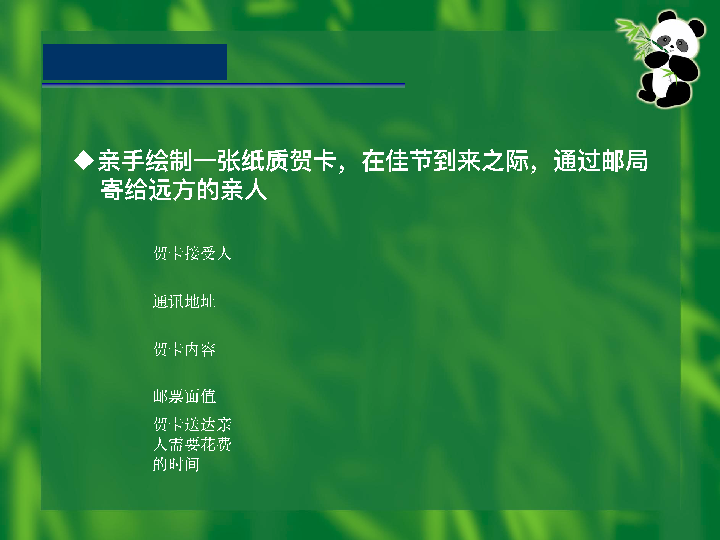 ◆亲手绘制一张纸质贺卡，在佳节到来之际，通过邮局
寄给远方的亲人
贺卡接受人
通讯地址
贺卡内容
邮票面值
贺卡送达亲
人需要花费
的时间